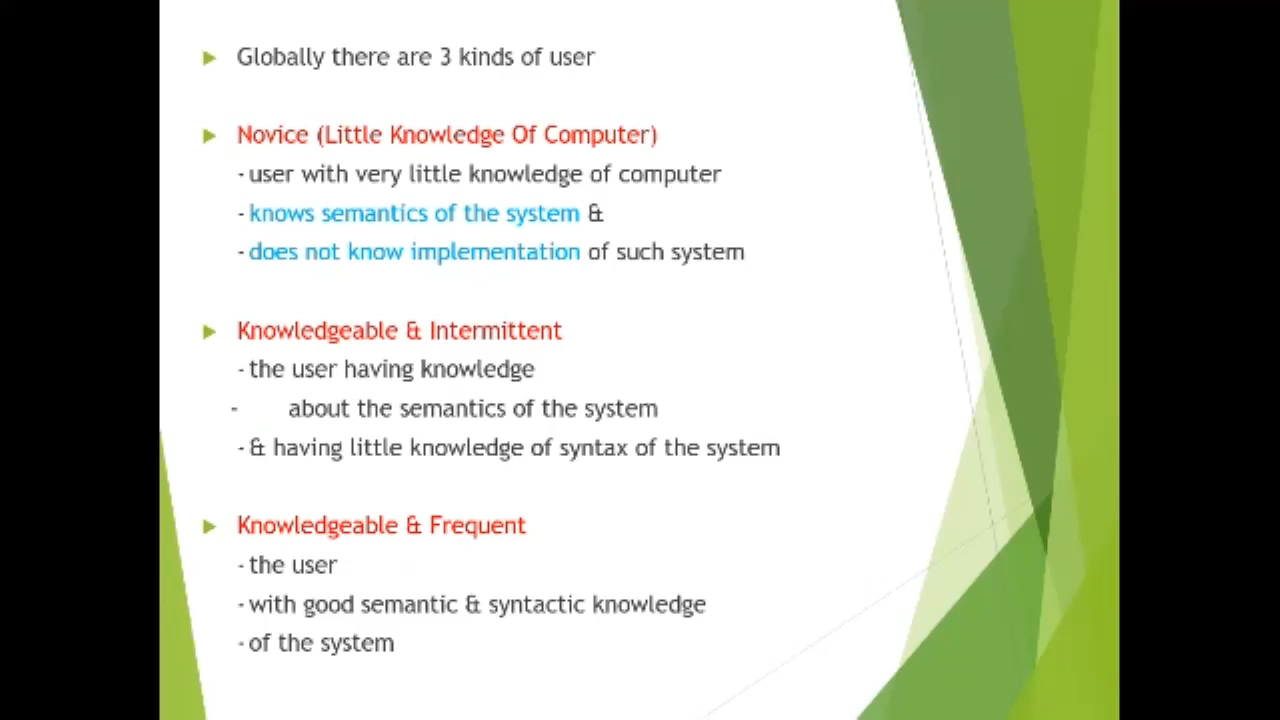 Globally there are 3 kinds of user
Novice (Little Knowledge Of Computer)
- user with very little knowledge of computer
- knows semantics of the system &
- does not know implementation of such system
Knowledgeable & Intermittent
- the user having knowledge
- about the semantics of the system
- & having little knowledge of syntax of the system
Knowledgeable & Frequent
- the user
- with good semantic & syntactic knowledge
- of the system